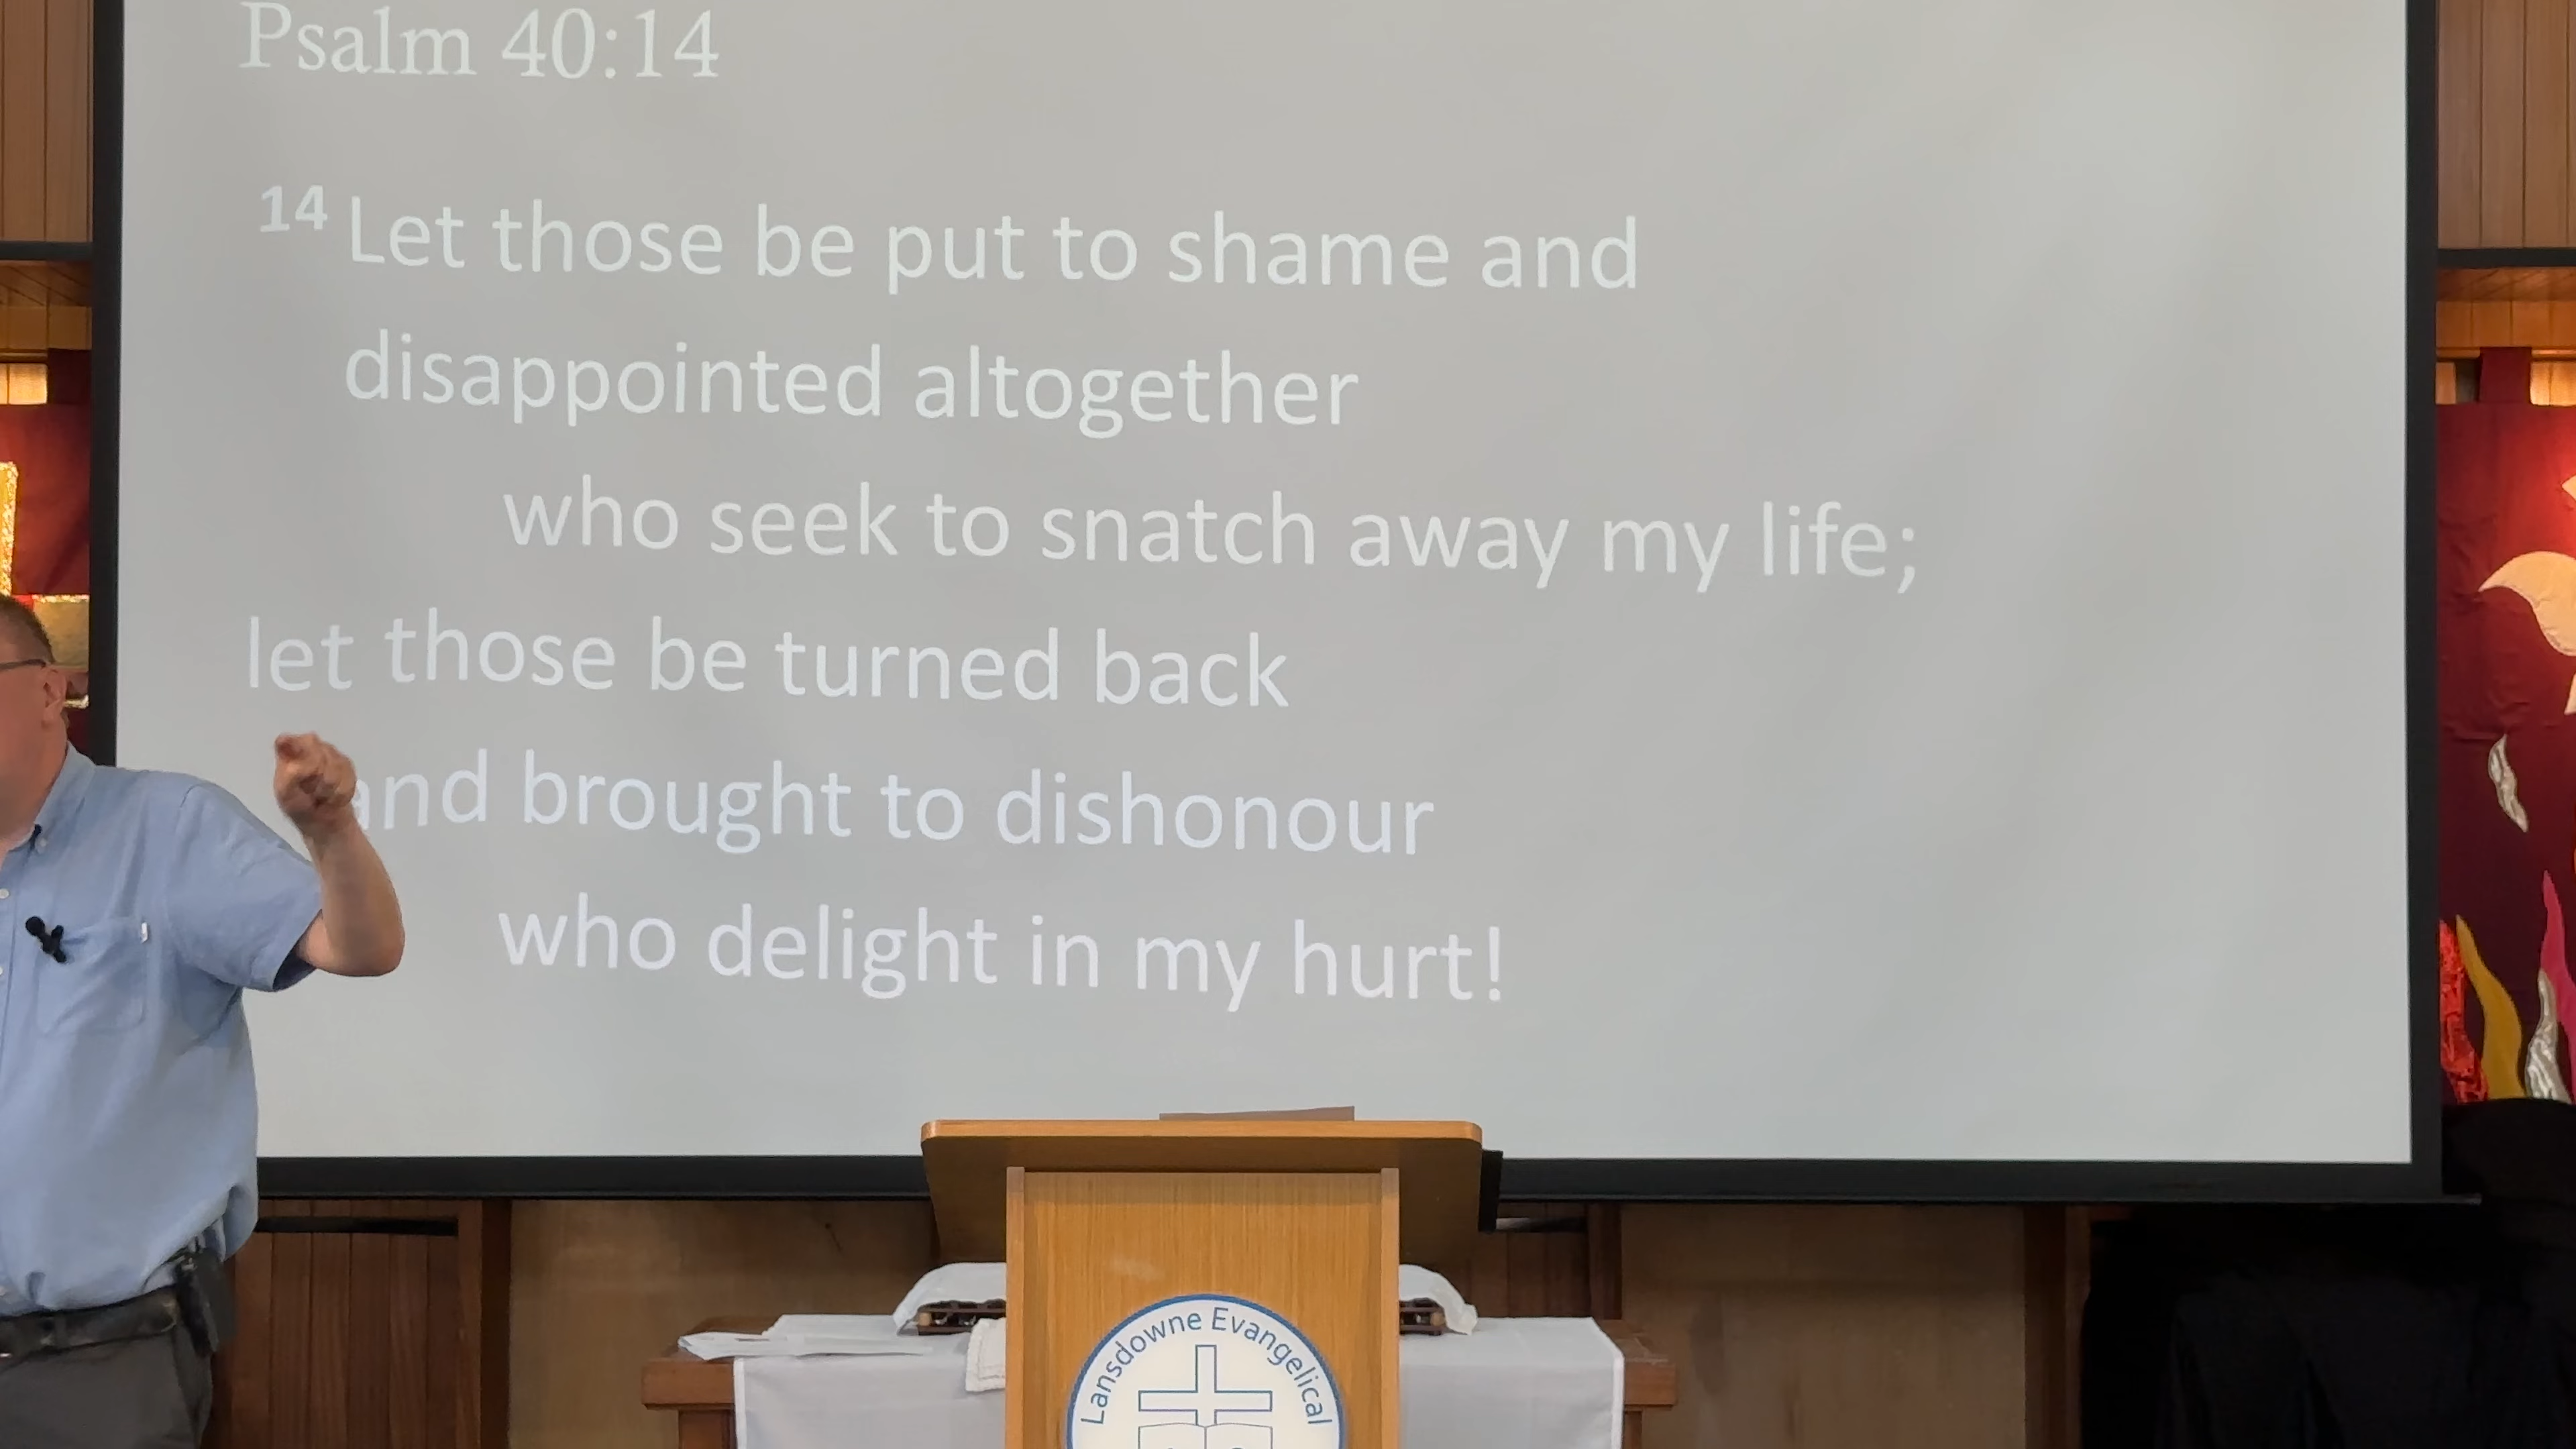 Psalm 40:14
14 Let those be put to shame and
disappointed altogether
who seek to snatch away my life;
let those be turned back
and brought to dishonour
who delight in my hurt!
Lansdowne Evangelical